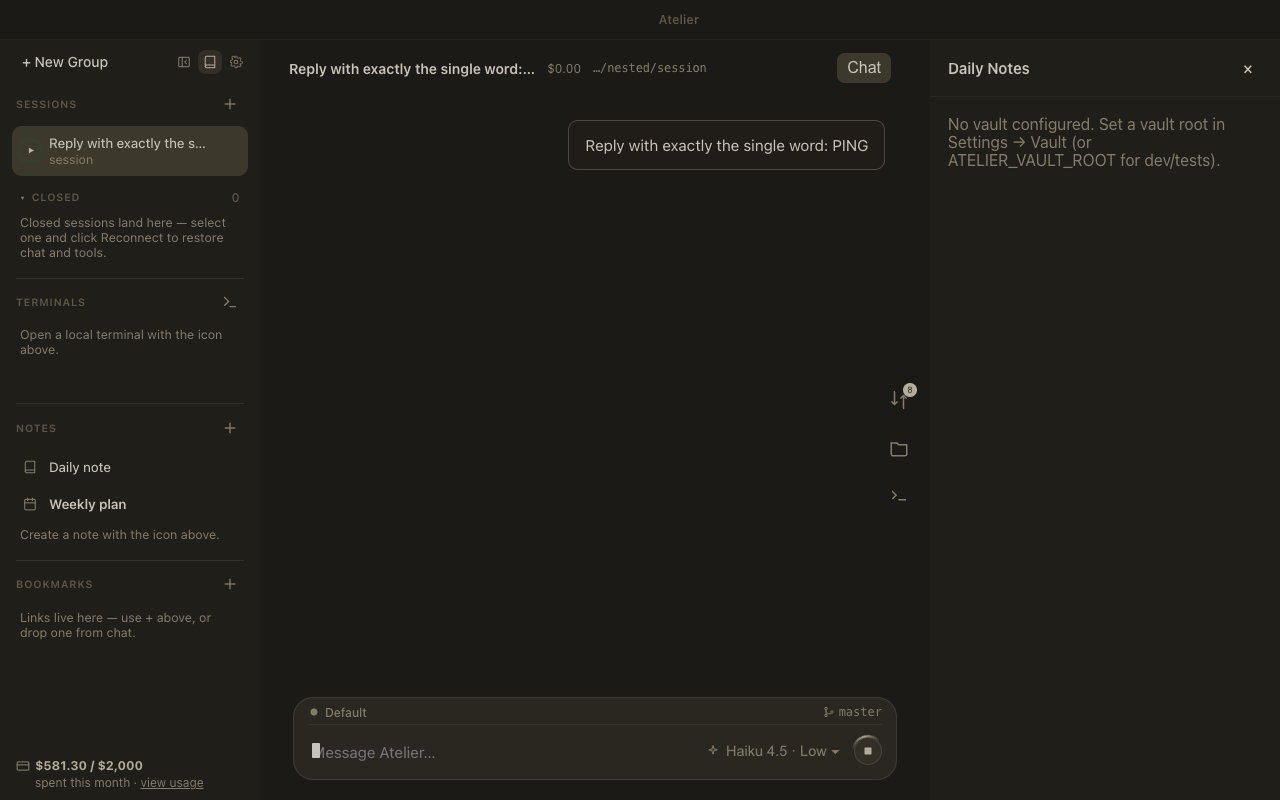 Atelier
+ New Group
SESSIONS
Reply with exactly the s...
session
CLOSED 0
Closed sessions land here — select
one and click Reconnect to restore
chat and tools.
TERMINALS
Open a local terminal with the icon
above.
NOTES
Daily note
Weekly plan
Create a note with the icon above.
BOOKMARKS
Links live here — use + above, or
drop one from chat.
$581.30 / $2,000
spent this month · view usage
Reply with exactly the single word:... $0.00 …/nested/session Chat
Reply with exactly the single word: PING
8
Default master
Message Atelier... Haiku 4.5 · Low
Daily Notes
No vault configured. Set a vault root in
Settings → Vault (or
ATELIER_VAULT_ROOT for dev/tests).